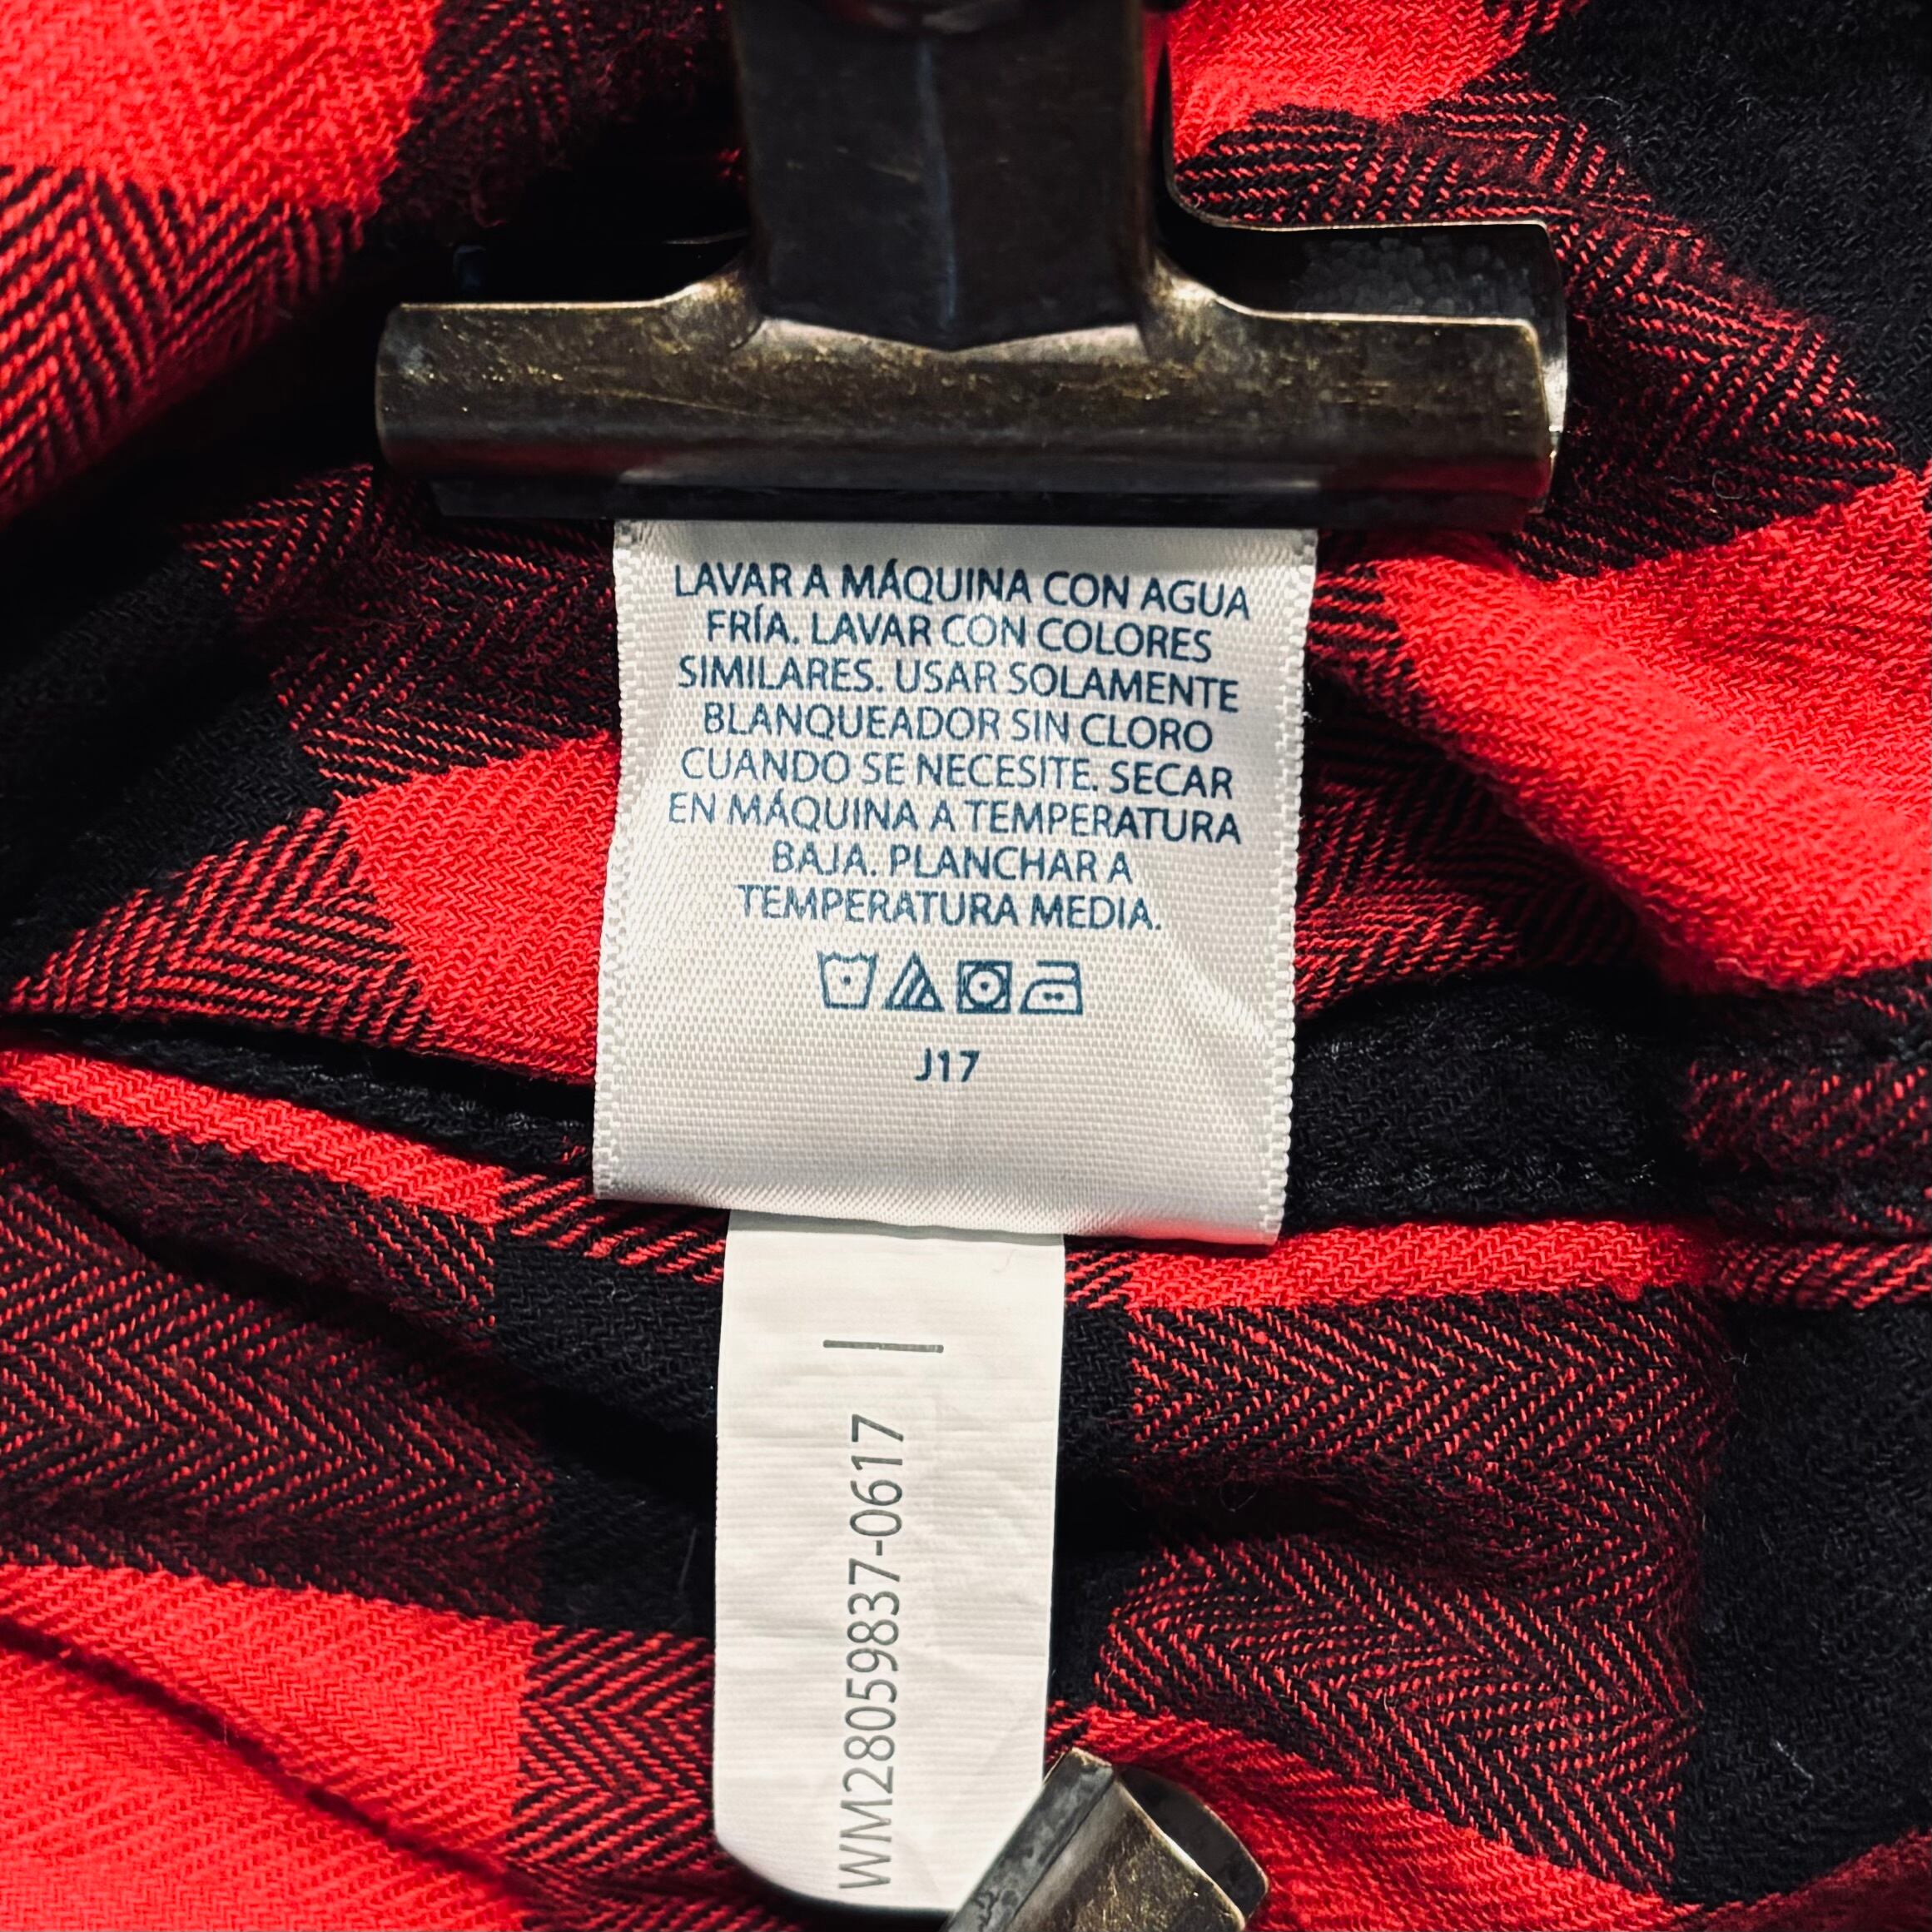 LAVAR A MÁQUINA CON AGUA
FRÍA. LAVAR CON COLORES
SIMILARES. USAR SOLAMENTE
BLANQUEADOR SIN CLORO
CUANDO SE NECESITE. SECAR
EN MÁQUINA A TEMPERATURA
BAJA. PLANCHAR A
TEMPERATURA MEDIA.
J17
WM28059837-0617 |